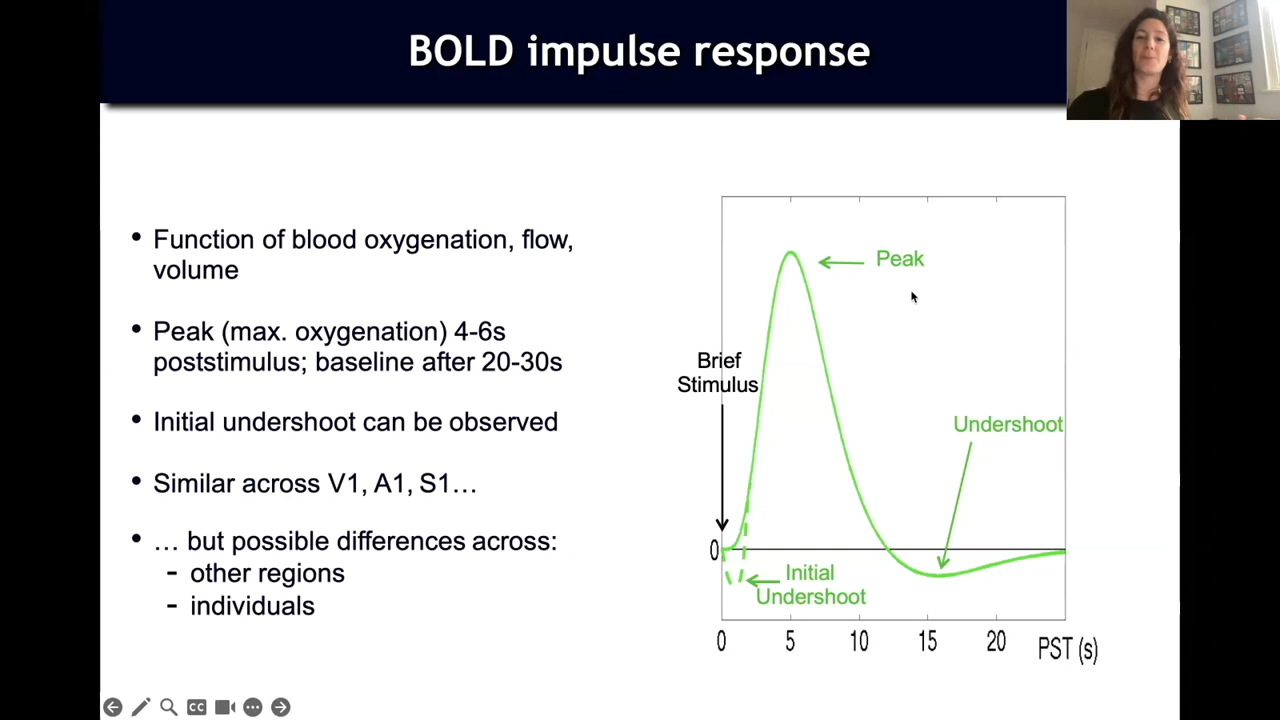 BOLD impulse response
• Function of blood oxygenation, flow,
volume
• Peak (max. oxygenation) 4-6s
poststimulus; baseline after 20-30s
• Initial undershoot can be observed
• Similar across V1, A1, S1…
• … but possible differences across:
- other regions
- individuals
Peak
Brief
Stimulus
Undershoot
0
Initial
Undershoot
0 5 10 15 20 PST (s)
CC